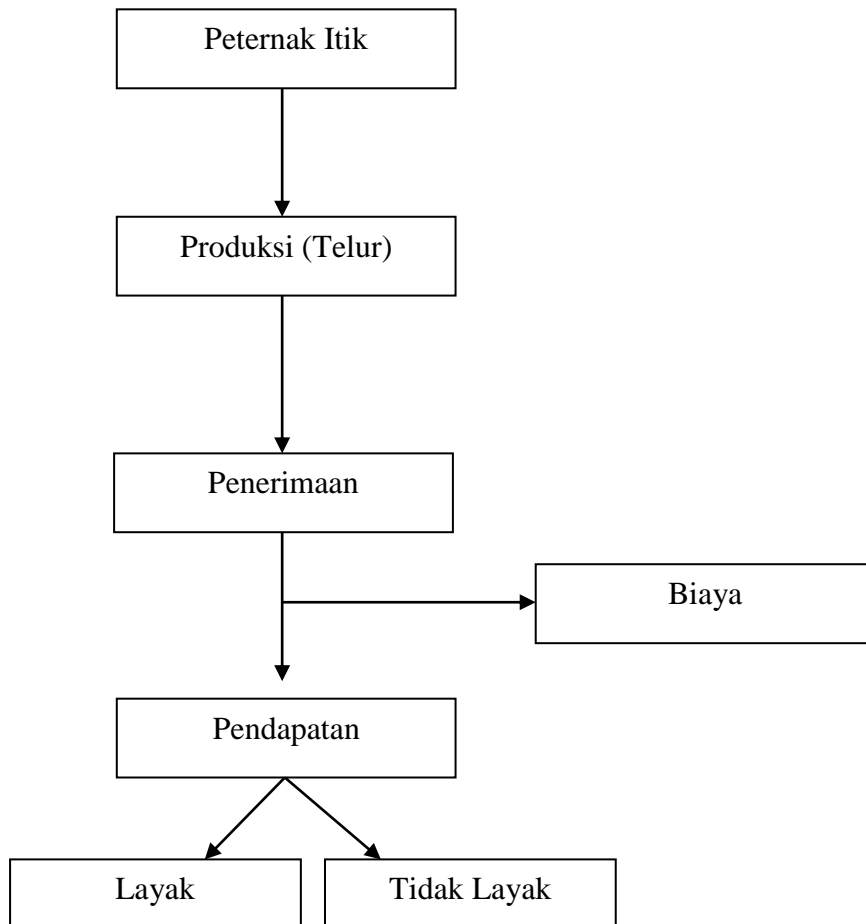 Peternak Itik
Produksi (Telur)
Penerimaan
Biaya
Pendapatan
Layak
Tidak Layak